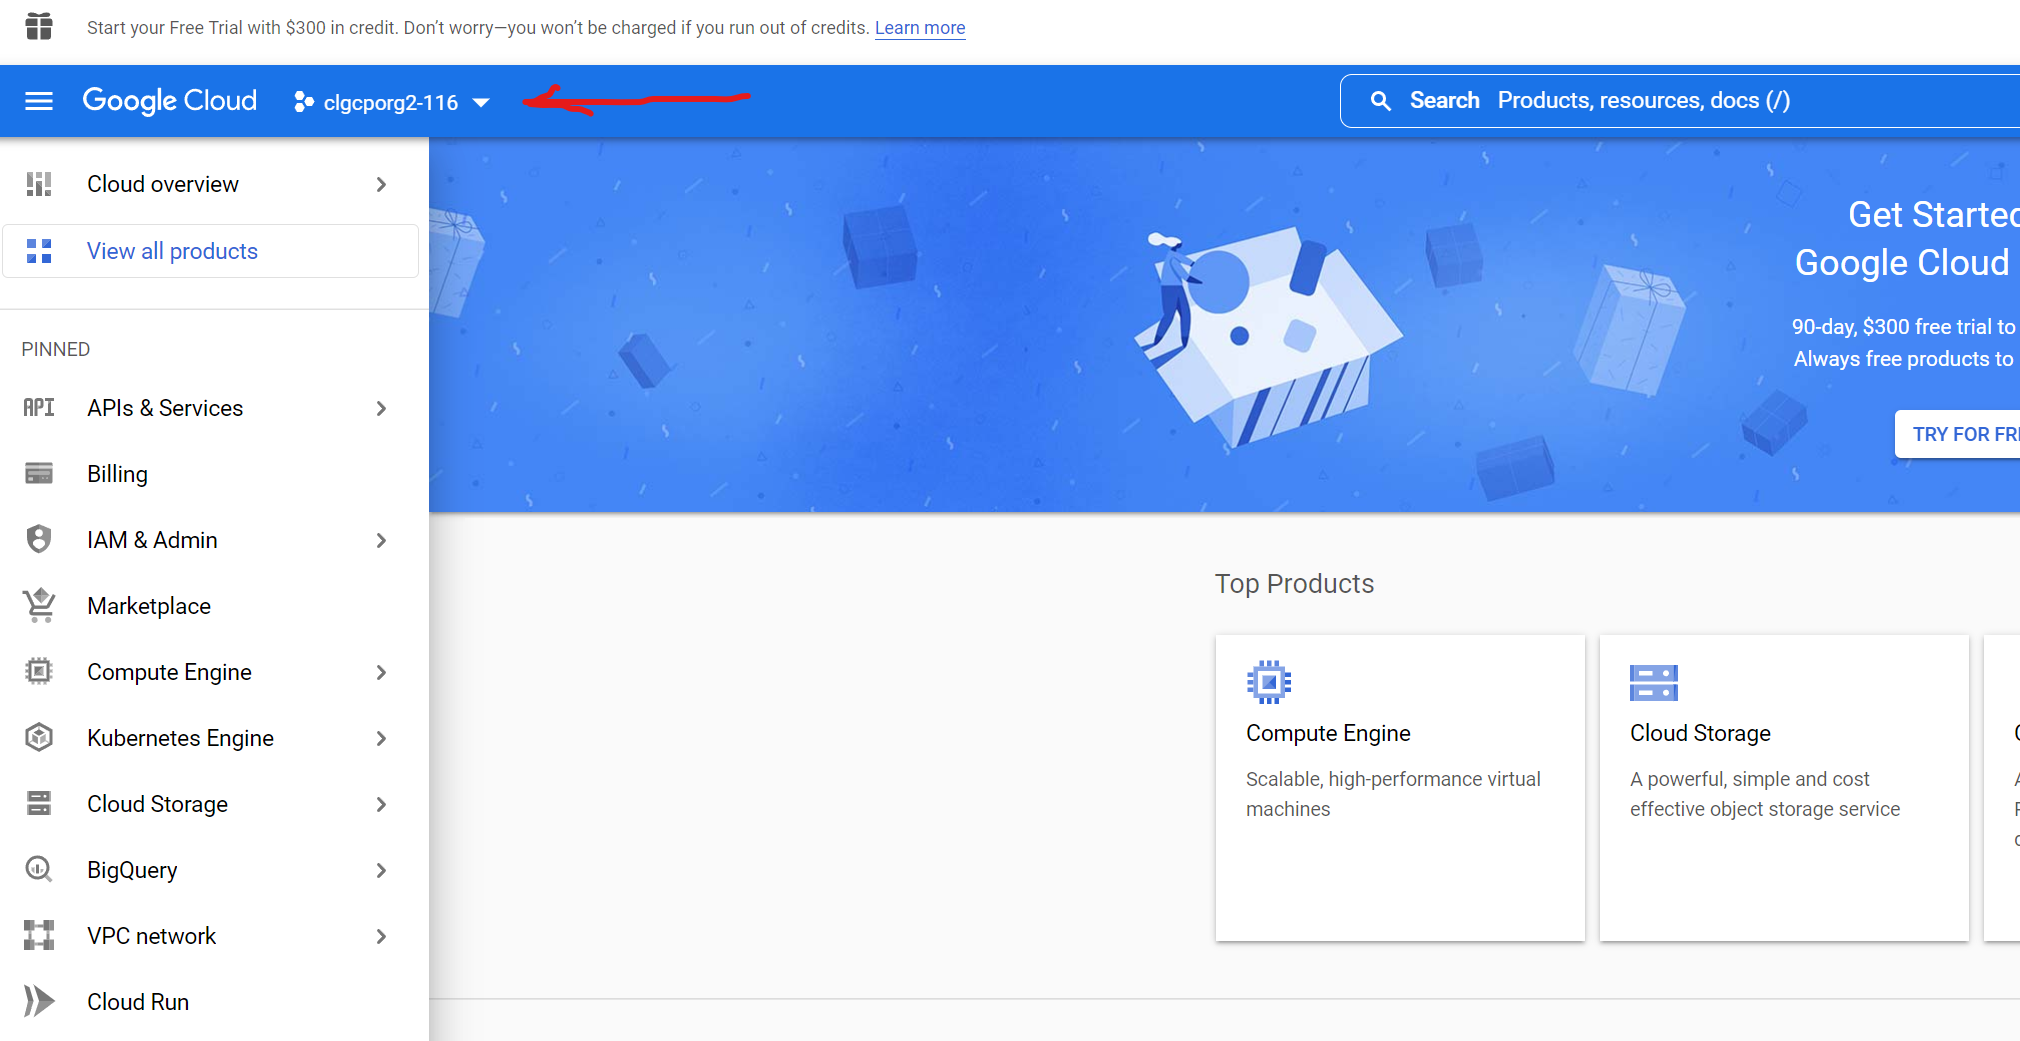 Start your Free Trial with $300 in credit. Don’t worry—you won’t be charged if you run out of credits. Learn more
Google Cloud
clgcporg2-116
Search Products, resources, docs (/)
Cloud overview
View all products
PINNED
API APIs & Services
Billing
IAM & Admin
Marketplace
Compute Engine
Kubernetes Engine
Cloud Storage
BigQuery
VPC network
Cloud Run
Get Started
Google Cloud
90-day, $300 free trial to
Always free products to
TRY FOR FRE
Top Products
Compute Engine
Scalable, high-performance virtual
machines
Cloud Storage
A powerful, simple and cost
effective object storage service